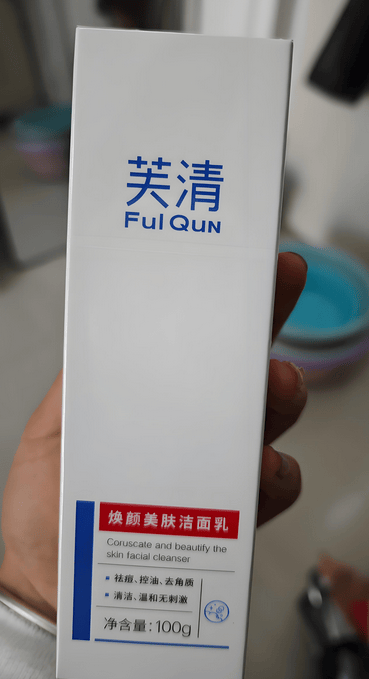 芙清
Ful Qun
焕颜美肤洁面乳
Coruscate and beautify the
skin facial cleanser
祛痘、控油、去角质
清洁、温和无刺激
净含量:100g